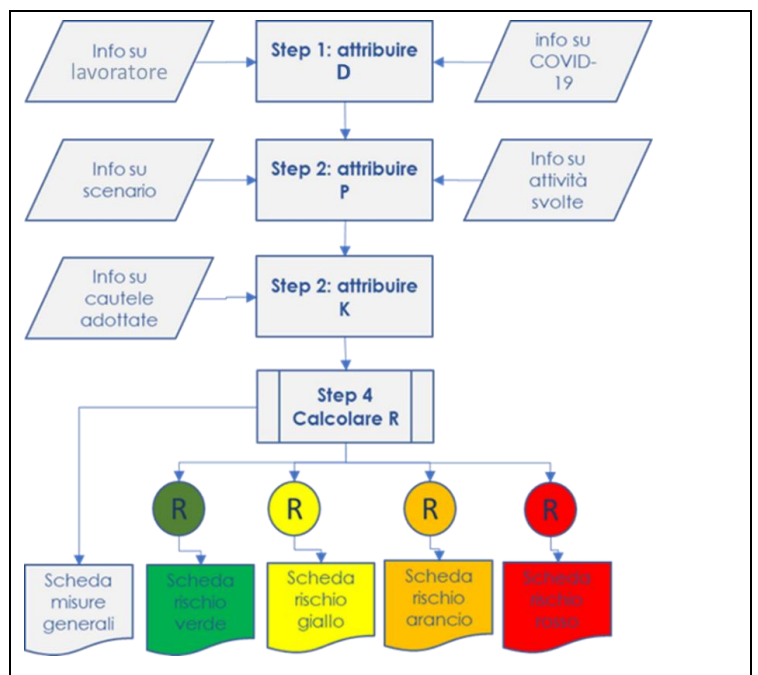 Info su
lavoratore
Step 1: attribuire
D
info su
COVID-
19
Info su
scenario
Step 2: attribuire
P
Info su
attività
svolte
Info su
cautele
adottate
Step 2: attribuire
K
Step 4
Calcolare R
R
R
R
R
Scheda
misure
generali
Scheda
rischio
verde
Scheda
rischio
giallo
Scheda
rischio
arancio
Scheda
rischio
rosso